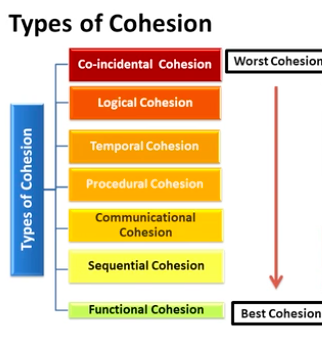 Types of Cohesion
Co-incidental Cohesion
Worst Cohesion
Logical Cohesion
Temporal Cohesion
Procedural Cohesion
Types of Cohesion
Communicational
Cohesion
Sequential Cohesion
Functional Cohesion
Best Cohesion